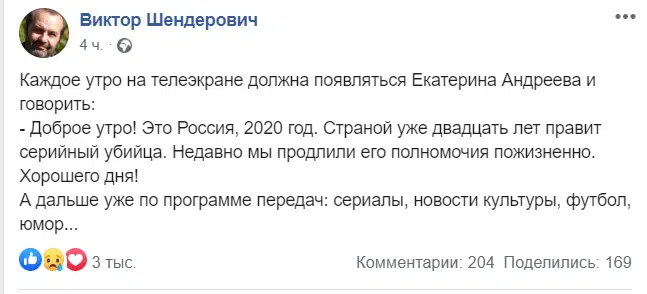 Виктор Шендерович
4 ч. ·
Каждое утро на телеэкране должна появляться Екатерина Андреева и
говорить:
- Доброе утро! Это Россия, 2020 год. Страной уже двадцать лет правит
серийный убийца. Недавно мы продлили его полномочия пожизненно.
Хорошего дня!
А дальше уже по программе передач: сериалы, новости культуры, футбол,
юмор...
3 тыс. Комментарии: 204 Поделились: 169